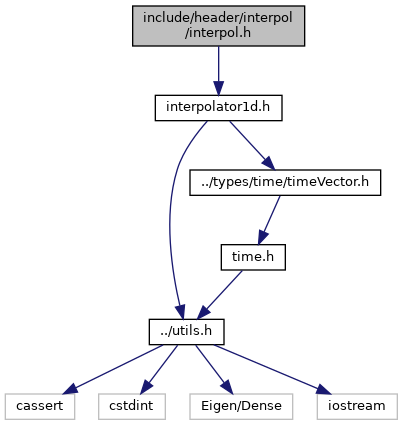 include/header/interpol
/interpol.h
interpolator1d.h
../types/time/timeVector.h
time.h
../utils.h
cassert
cstdint
Eigen/Dense
iostream